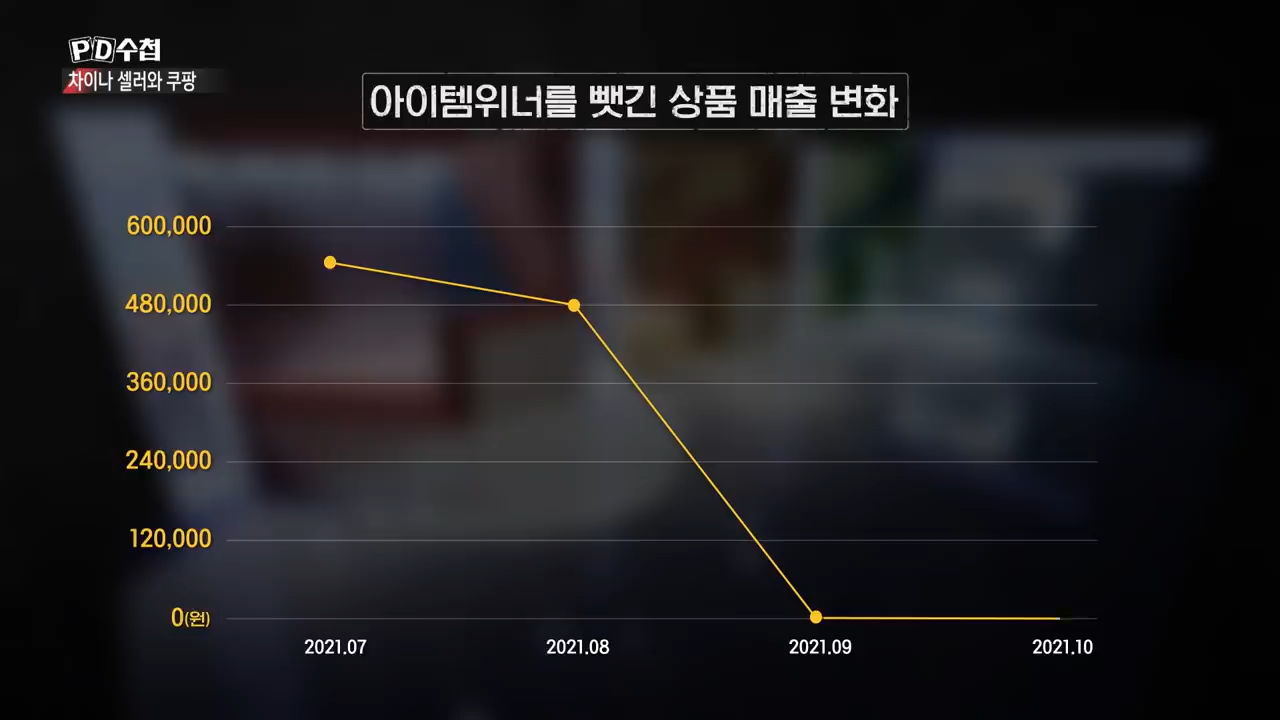 PD수첩
차이나 셀러와 쿠팡
아이템위너를 뺏긴 상품 매출 변화
600,000
480,000
360,000
240,000
120,000
0(원)
2021.07 2021.08 2021.09 2021.10